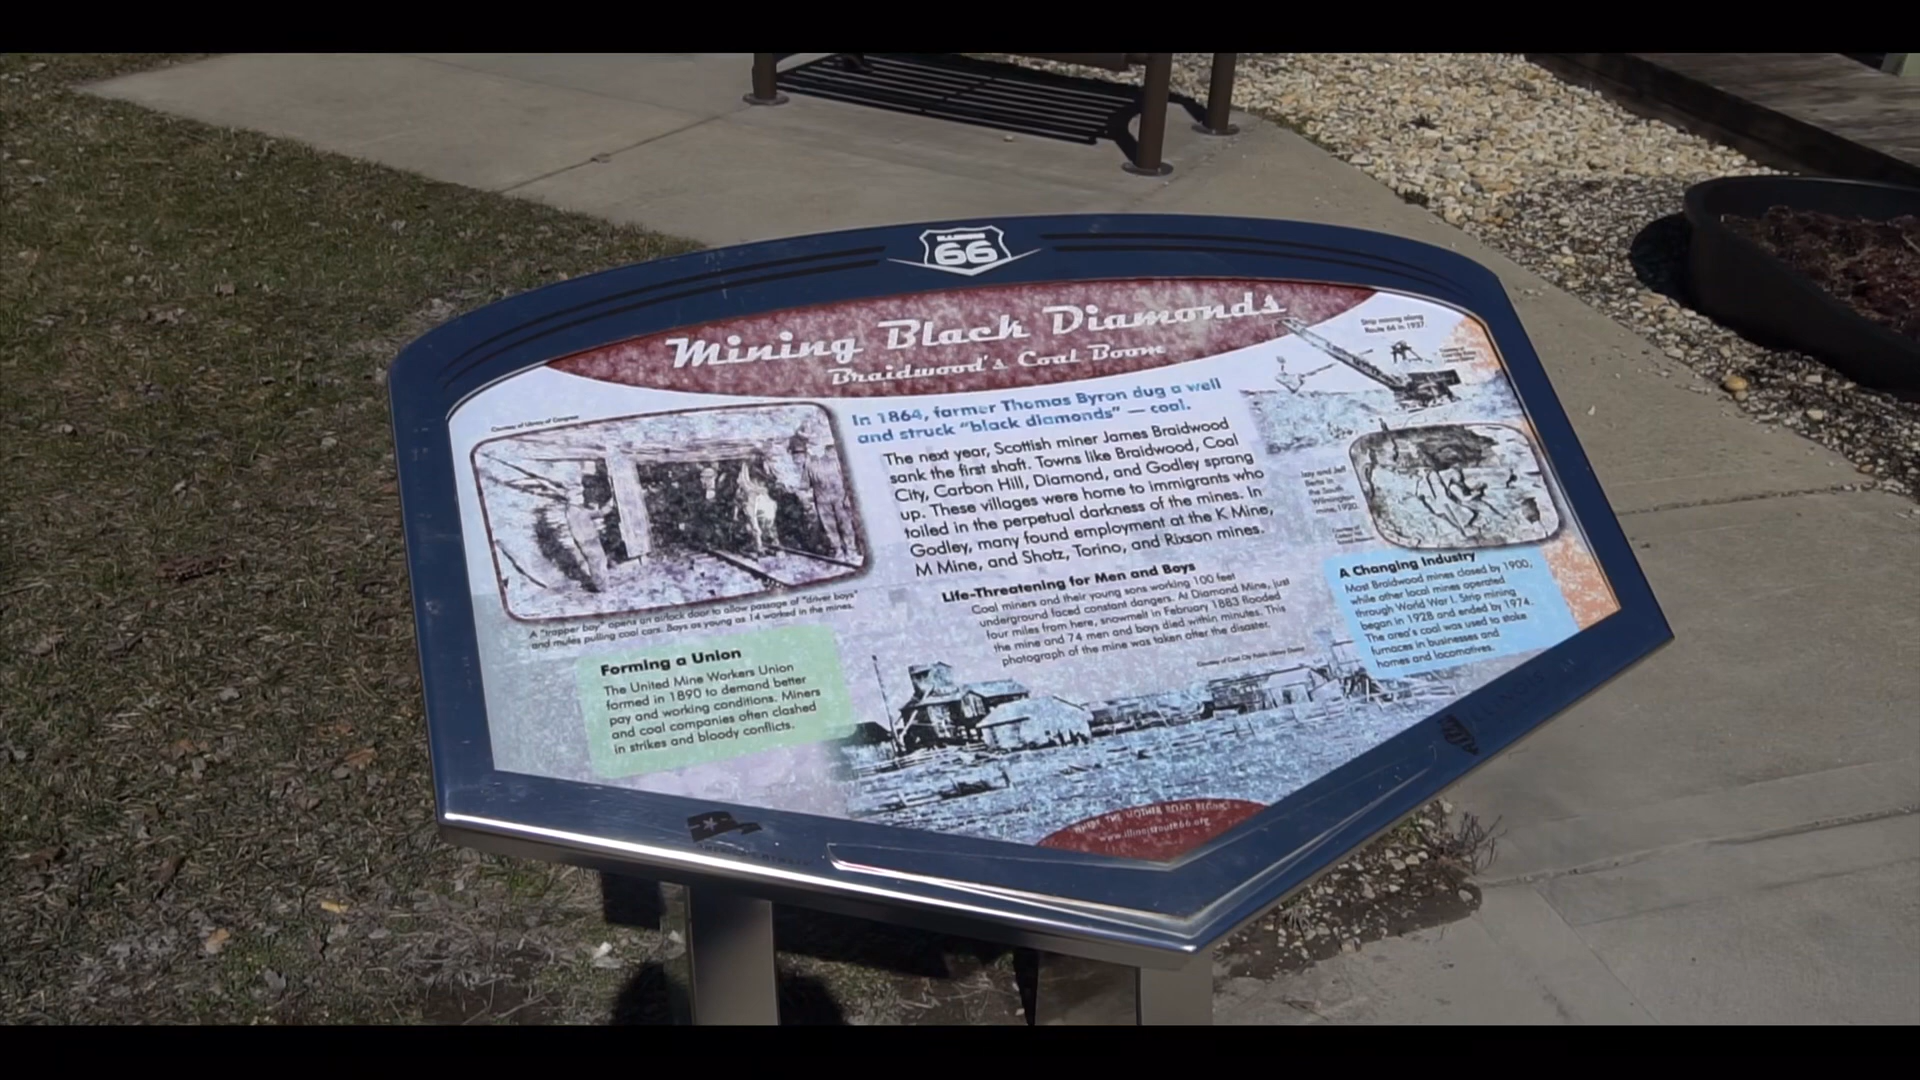 ILLINOIS
66
Mining Black Diamonds
Braidwood's Coal Boom
Strip mining along
Route 66 in 1937.
Courtesy of Library of Congress
In 1864, farmer Thomas Byron dug a well
and struck "black diamonds" — coal.
The next year, Scottish miner James Braidwood
sank the first shaft. Towns like Braidwood, Coal
City, Carbon Hill, Diamond, and Godley sprang
up. These villages were home to immigrants who
toiled in the perpetual darkness of the mines. In
Godley, many found employment at the K Mine,
M Mine, and Shotz, Torino, and Rixson mines.
A "trapper boy" opens an airlock door to allow passage of "driver boys"
and mules pulling coal cars. Boys as young as 14 worked in the mines.
Forming a Union
The United Mine Workers Union
formed in 1890 to demand better
pay and working conditions. Miners
and coal companies often clashed
in strikes and bloody conflicts.
Life-Threatening for Men and Boys
Coal miners and their young sons working 100 feet
underground faced constant dangers. At Diamond Mine, just
four miles from here, snowmelt in February 1883 flooded
the mine and 74 men and boys died within minutes. This
photograph of the mine was taken after the disaster.
Courtesy of Coal City Public Library District
Jay and Jeff
Betts in
the South
Wilmington
mine, 1920.
A Changing Industry
Most Braidwood mines closed by 1900,
while other local mines operated
through World War I. Strip mining
began in 1928 and ended by 1974.
The area's coal was used to stoke
furnaces in businesses and
homes and locomotives.
WHERE THE MOTHER ROAD BEGINS
www.illinoisroute66.org